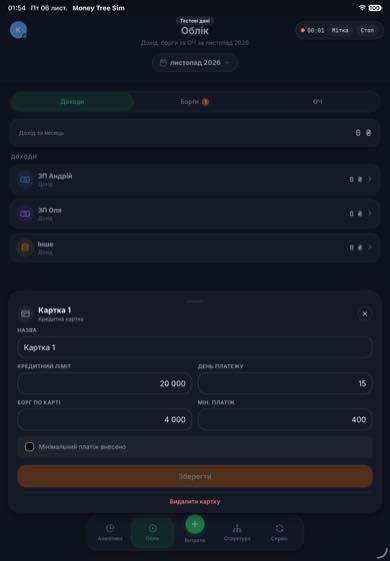 01:54 Пт 06 лист. Money Tree Sim 100
Тестові дані
К
Облік
00:01 Мітка Стоп
Дохід, борги та ОЧ за листопад 2026
листопад 2026
Доходи Борги 1 ОЧ
Дохід за місяць 0 ₴
ДОХОДИ
ЗП Андрій
Дохід
0 ₴
ЗП Оля
Дохід
0 ₴
Інше
Дохід
0 ₴
Картка 1
Кредитна картка
НАЗВА
Картка 1
КРЕДИТНИЙ ЛІМІТ ДЕНЬ ПЛАТЕЖУ
20 000 15
БОРГ ПО КАРТІ МІН. ПЛАТІЖ
4 000 400
Мінімальний платіж внесено
Зберегти
Видалити картку
Аналітика Облік Витрати Структура Сервіс